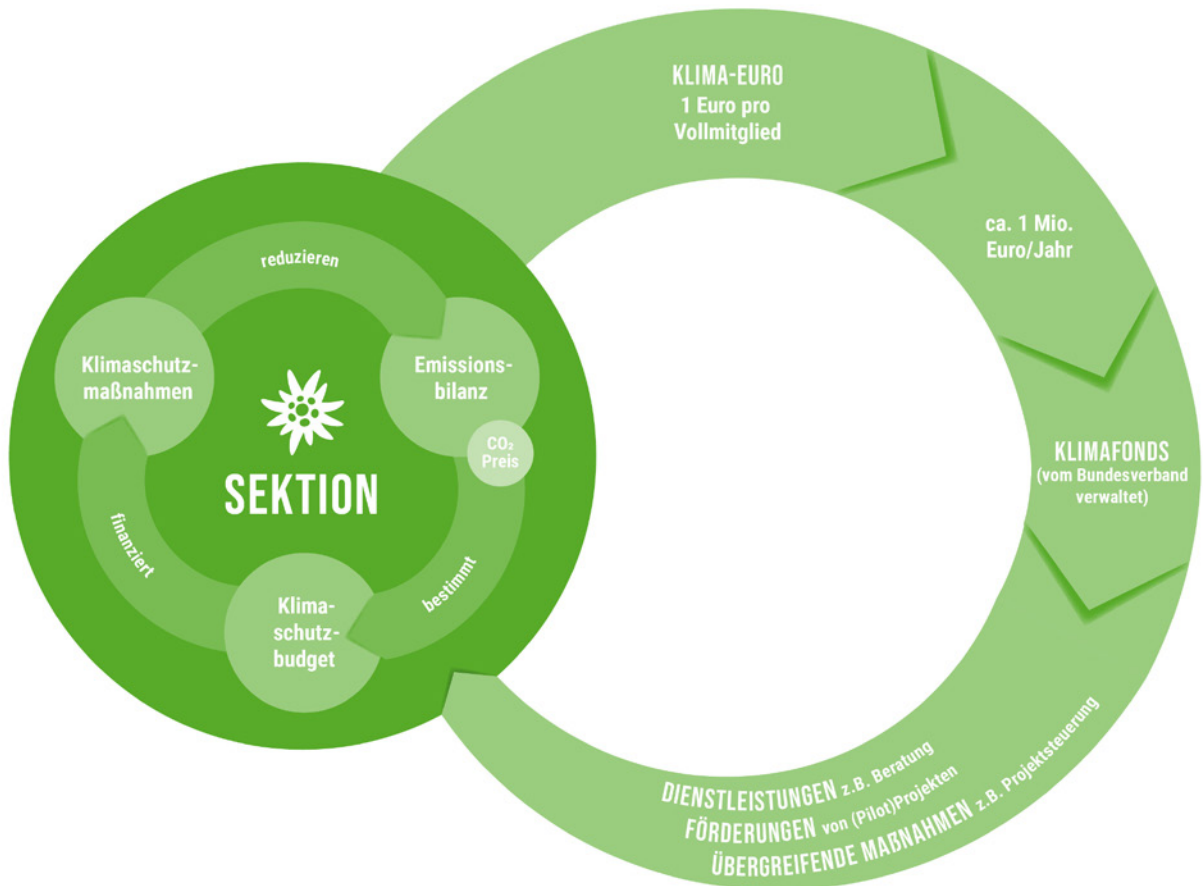 KLIMA-EURO
1 Euro pro
Vollmitglied
ca. 1 Mio.
Euro/Jahr
KLIMAFONDS
(vom Bundesverband
verwaltet)
DIENSTLEISTUNGEN z.B. Beratung
FÖRDERUNGEN von (Pilot)Projekten
ÜBERGREIFENDE MAßNAHMEN z.B. Projektsteuerung
reduzieren
Klimaschutz-
maßnahmen
Emissions-
bilanz
CO₂
Preis
SEKTION
finanziert
bestimmt
Klima-
schutz-
budget